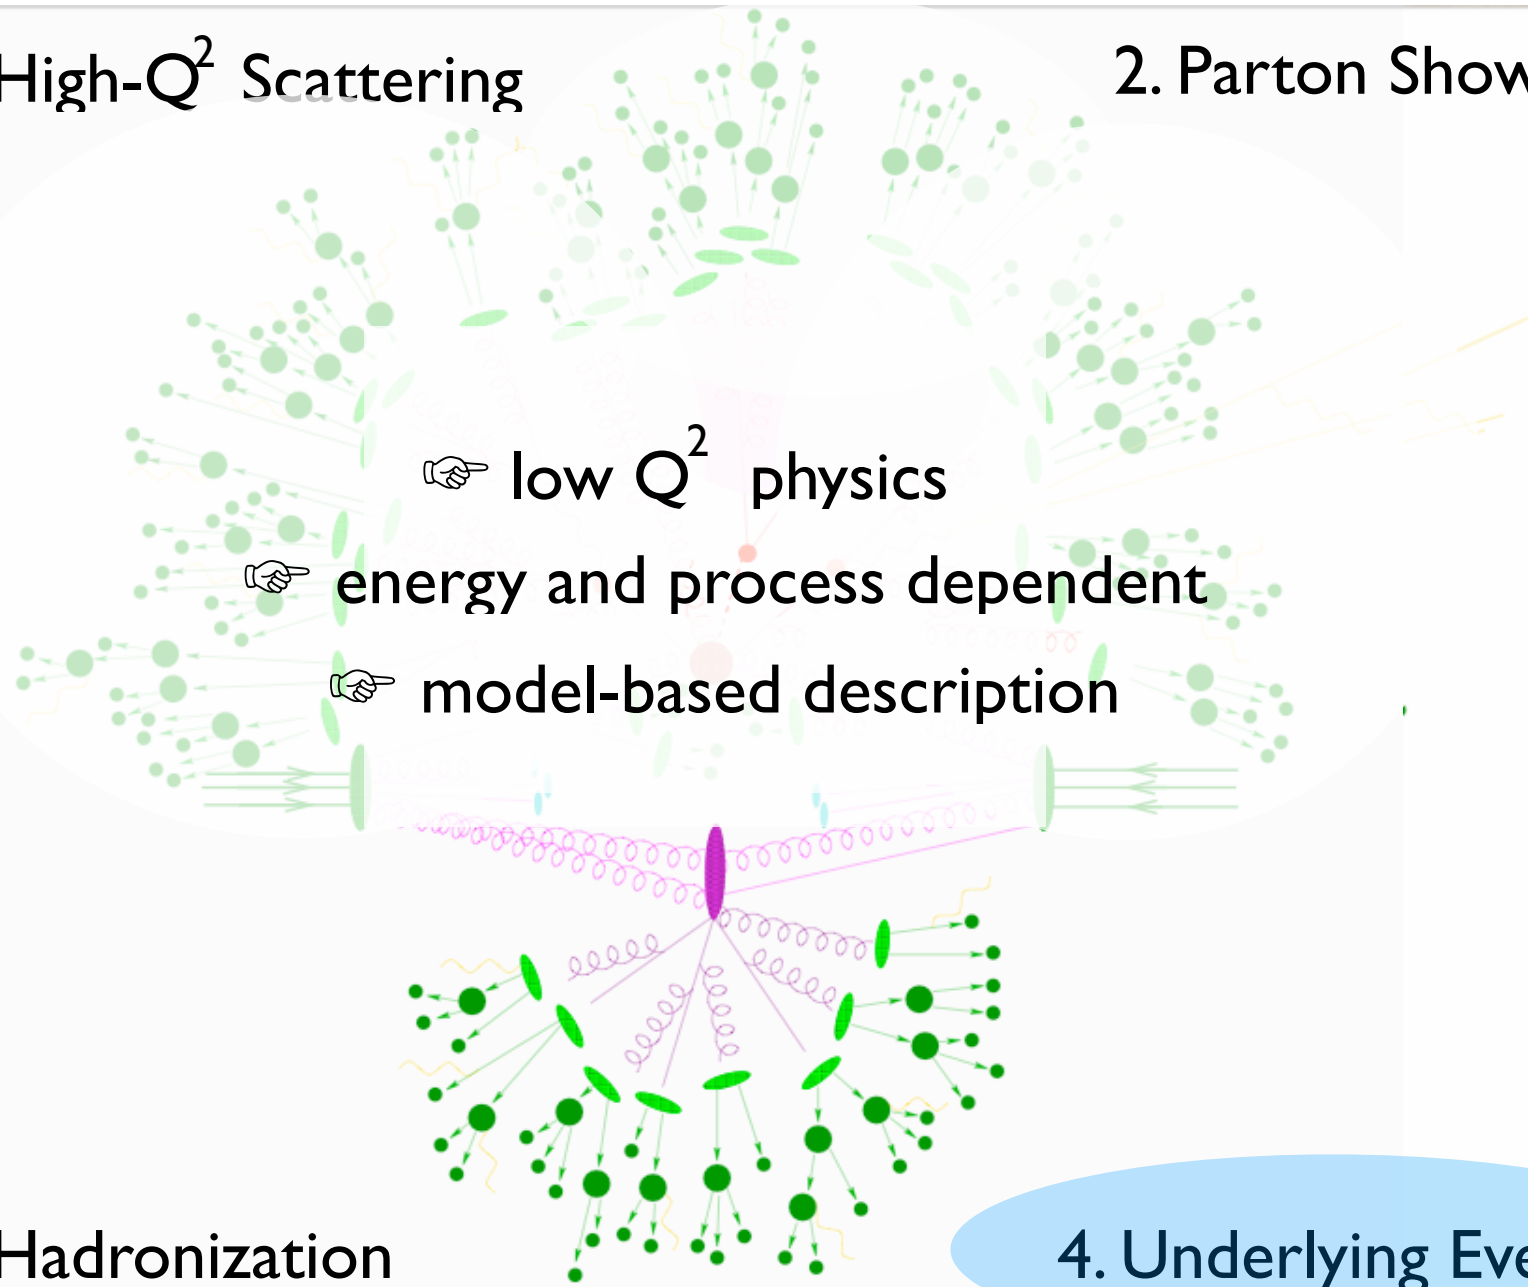 High-Q² Scattering
2. Parton Show
☞ low Q² physics
☞ energy and process dependent
☞ model-based description
Hadronization
4. Underlying Eve